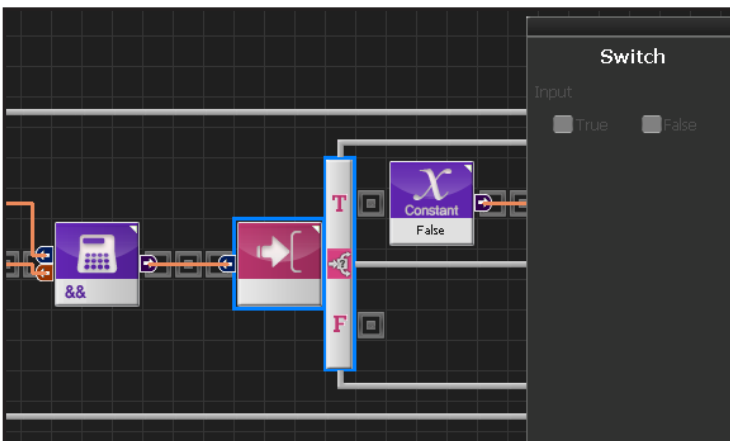 Switch
Input
True
False
T
X
Constant
False
&&
?
F